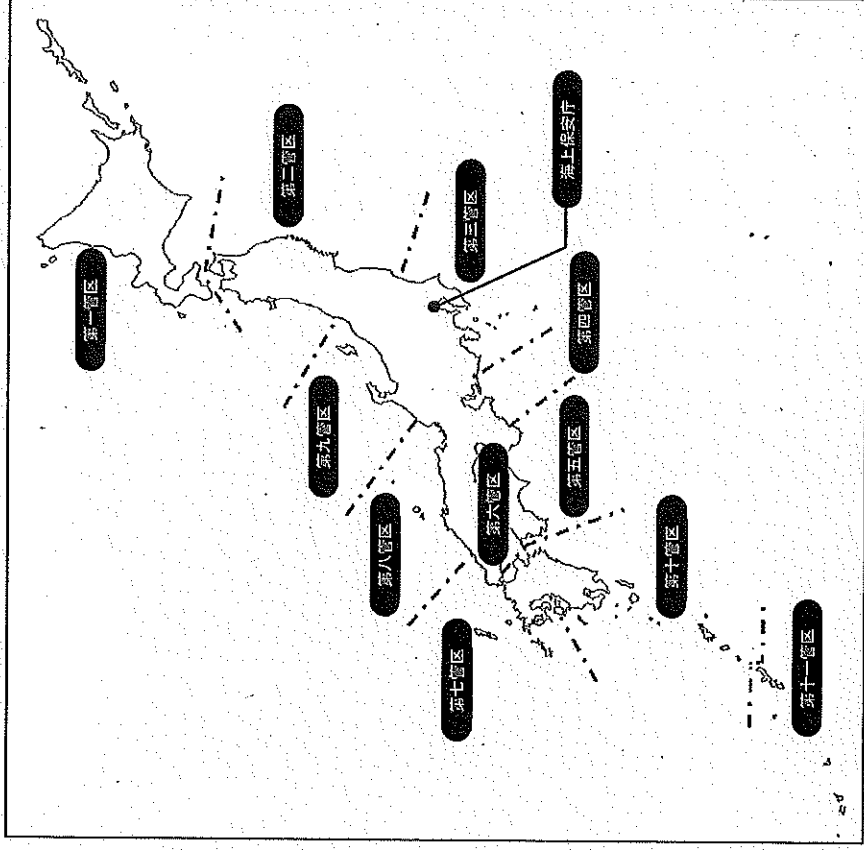 第一管区
第二管区
第三管区
海上保安庁
第四管区
第五管区
第六管区
第七管区
第八管区
第九管区
第十管区
第十一管区